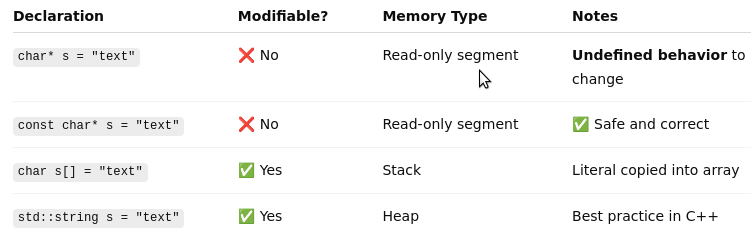 Declaration Modifiable? Memory Type Notes
char* s = "text" ❌ No Read-only segment Undefined behavior to
change
const char* s = "text" ❌ No Read-only segment ✅ Safe and correct
char s[] = "text" ✅ Yes Stack Literal copied into array
std::string s = "text" ✅ Yes Heap Best practice in C++